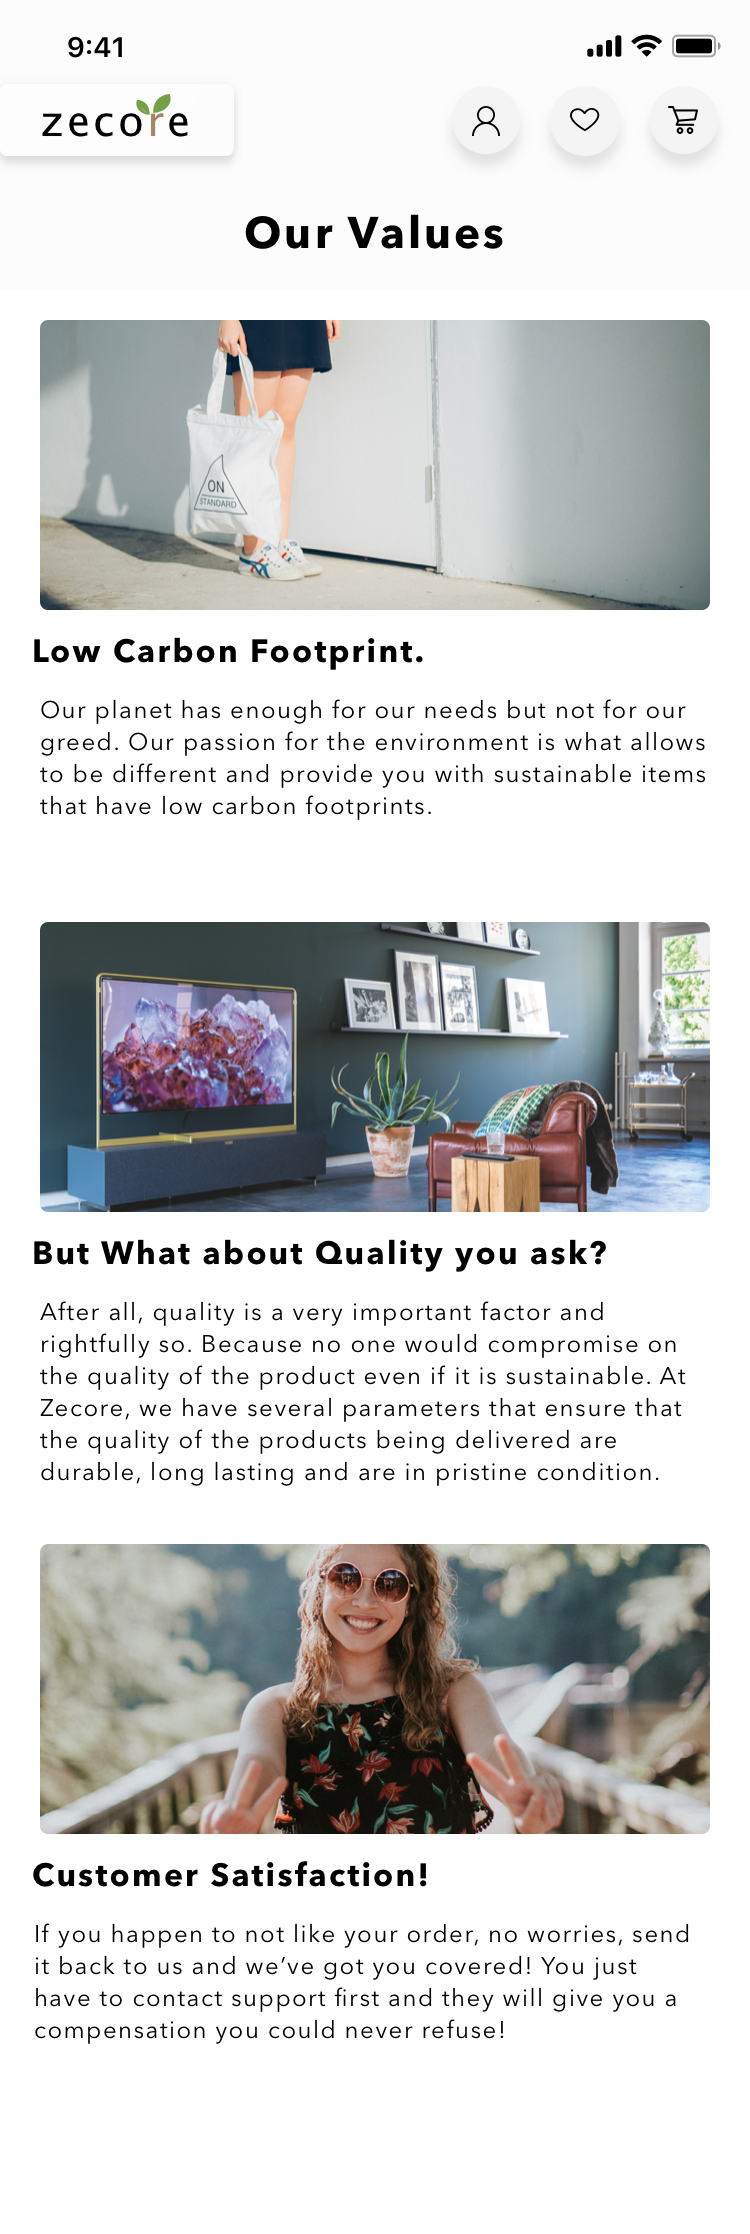 9:41
zecore
Our Values
ON
STANDARD
Low Carbon Footprint.
Our planet has enough for our needs but not for our
greed. Our passion for the environment is what allows
to be different and provide you with sustainable items
that have low carbon footprints.
But What about Quality you ask?
After all, quality is a very important factor and
rightfully so. Because no one would compromise on
the quality of the product even if it is sustainable. At
Zecore, we have several parameters that ensure that
the quality of the products being delivered are
durable, long lasting and are in pristine condition.
Customer Satisfaction!
If you happen to not like your order, no worries, send
it back to us and we’ve got you covered! You just
have to contact support first and they will give you a
compensation you could never refuse!